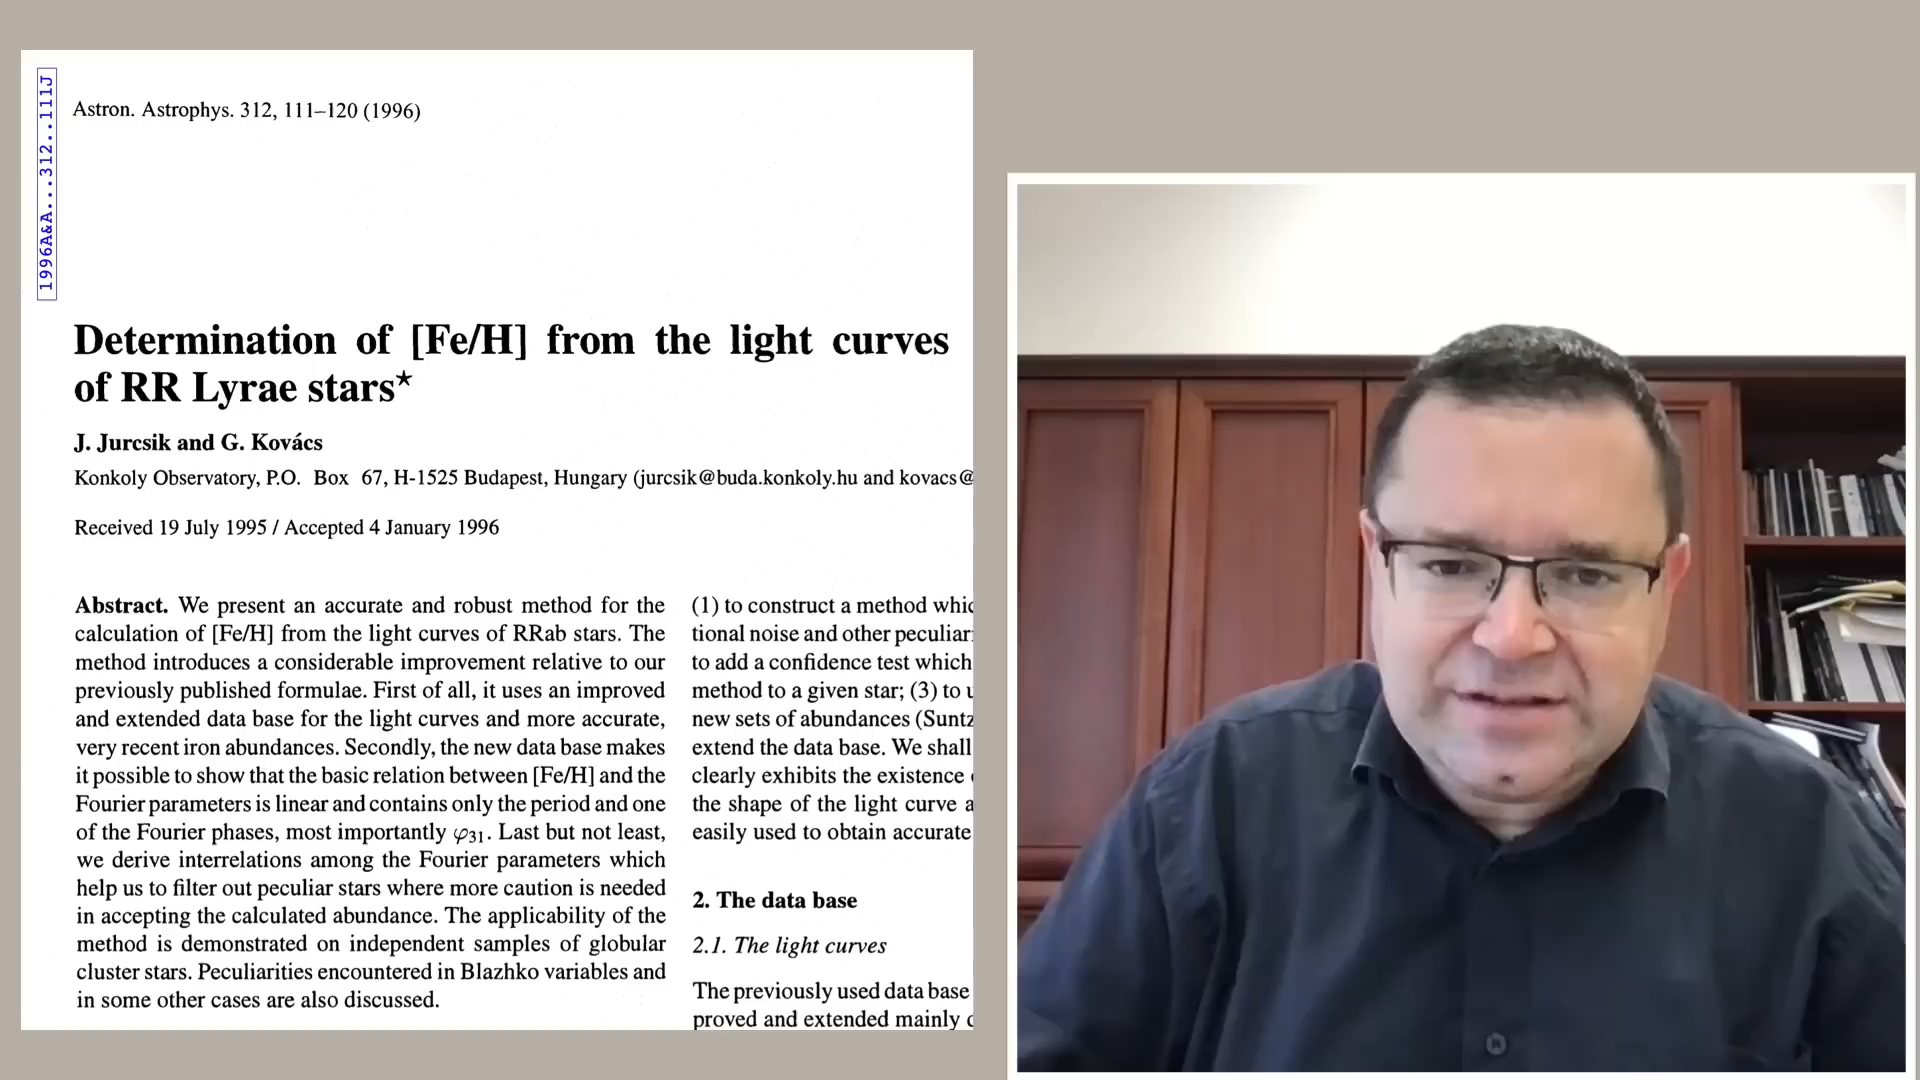 1996A&A...312..111J
Astron. Astrophys. 312, 111–120 (1996)
Determination of [Fe/H] from the light curves
of RR Lyrae stars*
J. Jurcsik and G. Kovács
Konkoly Observatory, P.O. Box 67, H-1525 Budapest, Hungary (jurcsik@buda.konkoly.hu and kovacs@
Received 19 July 1995 / Accepted 4 January 1996
Abstract. We present an accurate and robust method for the
calculation of [Fe/H] from the light curves of RRab stars. The
method introduces a considerable improvement relative to our
previously published formulae. First of all, it uses an improved
and extended data base for the light curves and more accurate,
very recent iron abundances. Secondly, the new data base makes
it possible to show that the basic relation between [Fe/H] and the
Fourier parameters is linear and contains only the period and one
of the Fourier phases, most importantly φ31. Last but not least,
we derive interrelations among the Fourier parameters which
help us to filter out peculiar stars where more caution is needed
in accepting the calculated abundance. The applicability of the
method is demonstrated on independent samples of globular
cluster stars. Peculiarities encountered in Blazhko variables and
in some other cases are also discussed.
(1) to construct a method whic
tional noise and other peculiar
to add a confidence test which
method to a given star; (3) to u
new sets of abundances (Suntz
extend the data base. We shall
clearly exhibits the existence
the shape of the light curve a
easily used to obtain accurate
2. The data base
2.1. The light curves
The previously used data base
proved and extended mainly